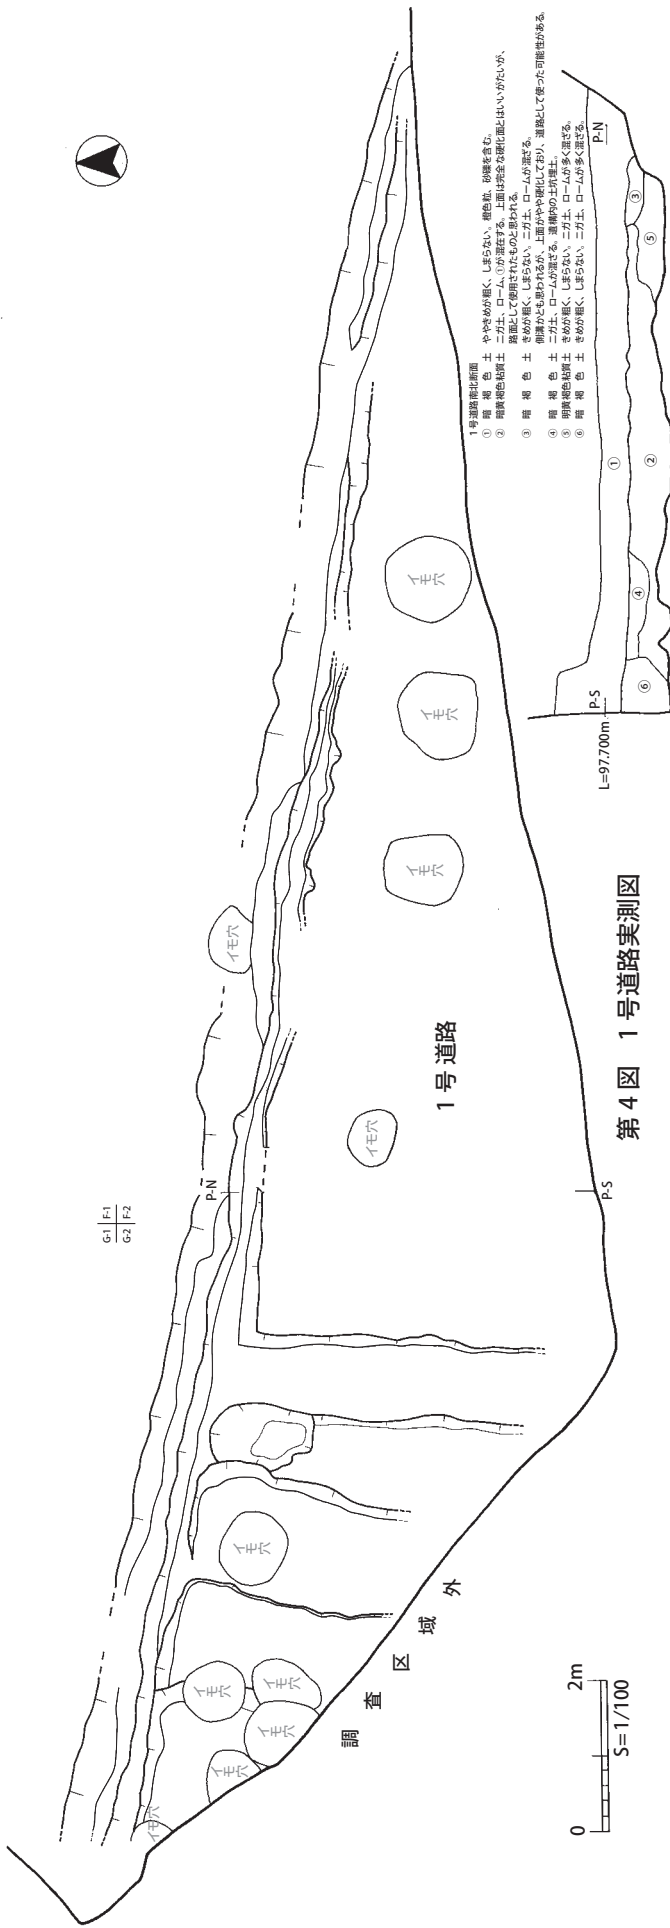 G-1 F-1
G-2 F-2
P-N
P-S
イモ穴
イモ穴
イモ穴
イモ穴
イモ穴
イモ穴
イモ穴
イモ穴
イモ穴
イモ穴
イモ穴
1号道路
調査区域外
0 2m
S=1/100
第4図 1号道路実測図
1号道路南北断面
① 暗褐色土 ややきめが粗く、しまらない。橙色粒、砂礫を含む。
② 暗黄褐色粘質土 ニガ土、ローム、①が混在する。上面は完全な硬化面とはいいがたいが、
路面として使用されたものと思われる。
③ 暗褐色土 きめが粗く、しまらない。ニガ土、ロームが混ざる。
側溝かとも思われるが、上面がやや硬化しており、道路として使った可能性がある。
④ 暗褐色土 ニガ土、ロームが混ざる。遺構内の土坑埋土。
⑤ 明黄褐色粘質土 きめが粗く、しまらない。ニガ土、ロームが多く混ざる。
⑥ 暗褐色土 きめが粗く、しまらない。ニガ土、ロームが多く混ざる。
L=97.700m
P-S
P-N
①
②
③
④
⑤
⑥